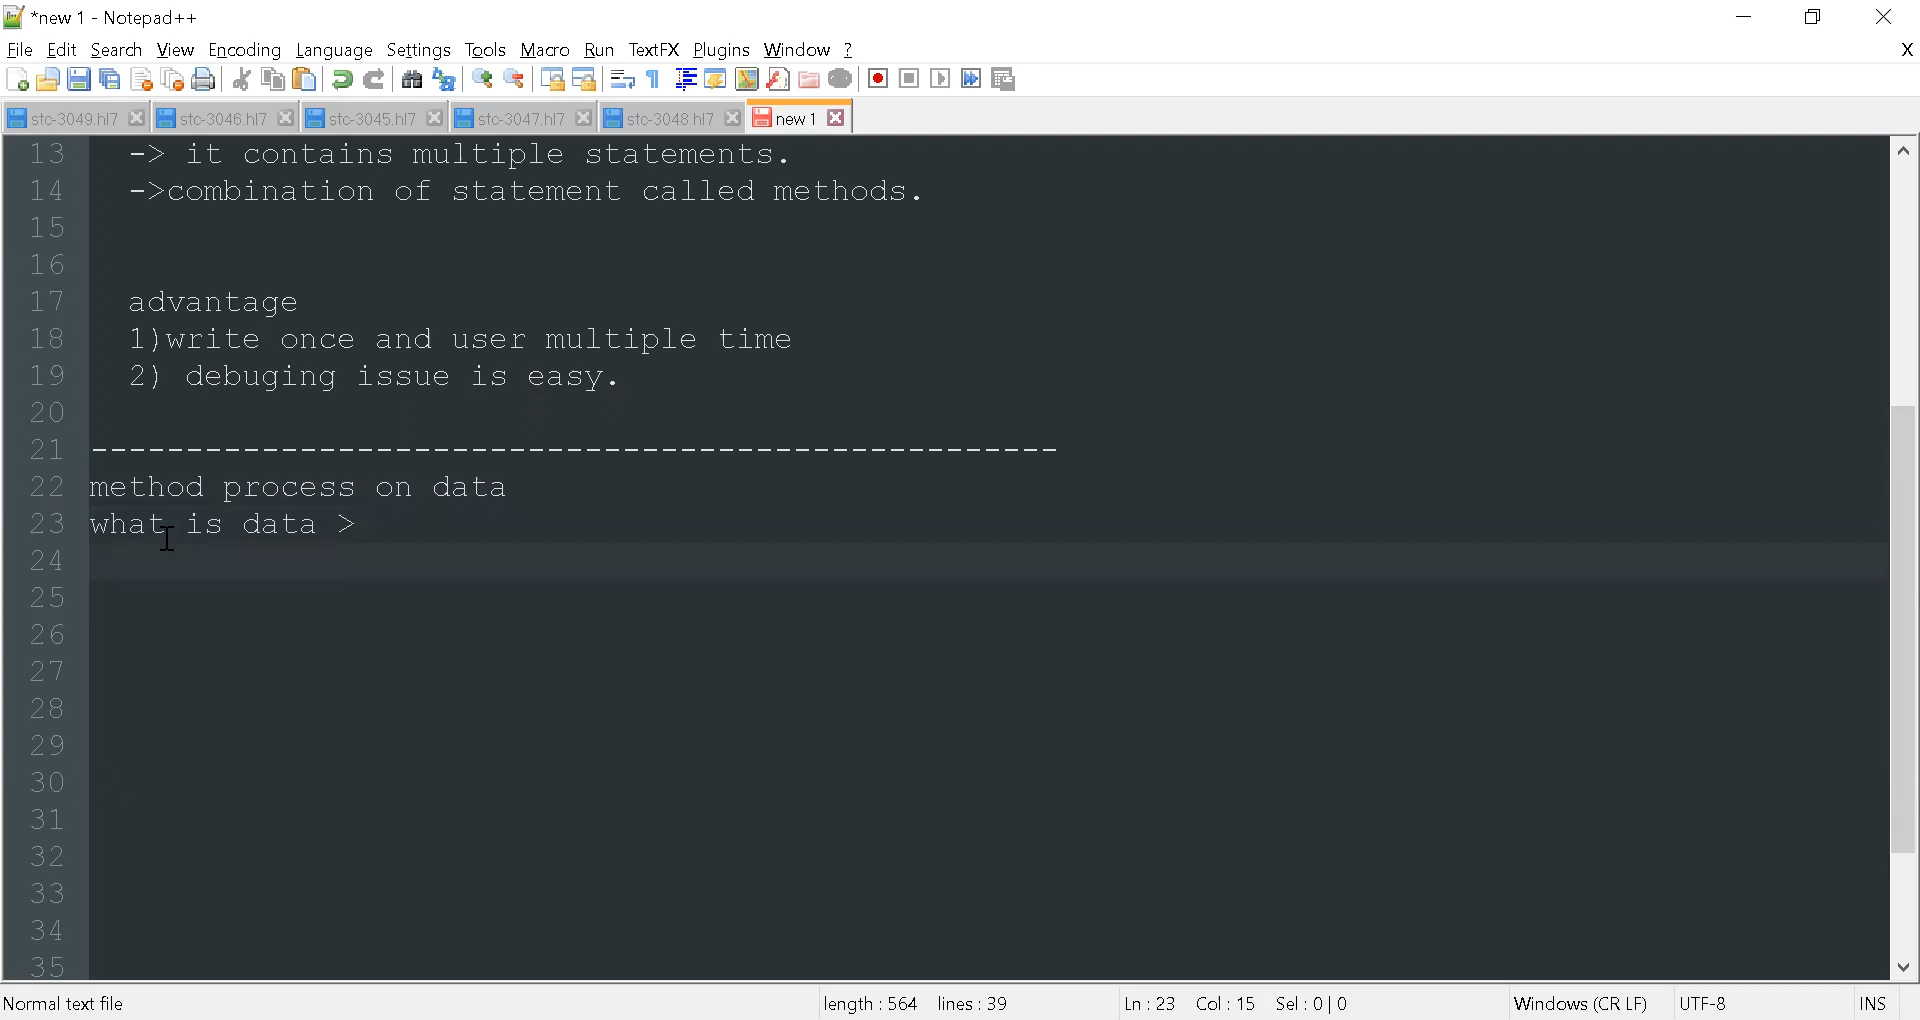 *new 1 - Notepad++
File Edit Search View Encoding Language Settings Tools Macro Run TextFX Plugins Window ? X
stc-3049.hl7 stc-3046.hl7 stc-3045.hl7 stc-3047.hl7 stc-3048.hl7 new 1
13 -> it contains multiple statements.
14 ->combination of statement called methods.
15
16
17 advantage
18 1)write once and user multiple time
19 2) debuging issue is easy.
20
21 ---------------------------------------------------
22 method process on data
23 what is data >
24
25
26
27
28
29
30
31
32
33
34
35
Normal text file length : 564 lines : 39 Ln : 23 Col : 15 Sel : 0 | 0 Windows (CR LF) UTF-8 INS